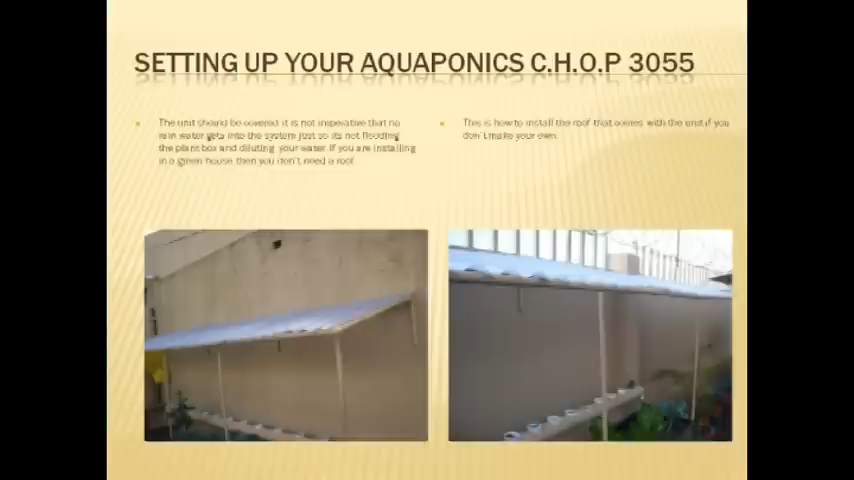 SETTING UP YOUR AQUAPONICS C.H.O.P 3055
The unit should be covered it is not imperative that no
rain water gets into the system just so its not flooding
the plant box and diluting your water if you are installing
in a green house then you don't need a roof
This is how to install the roof that comes with the unit if you
don't make your own.